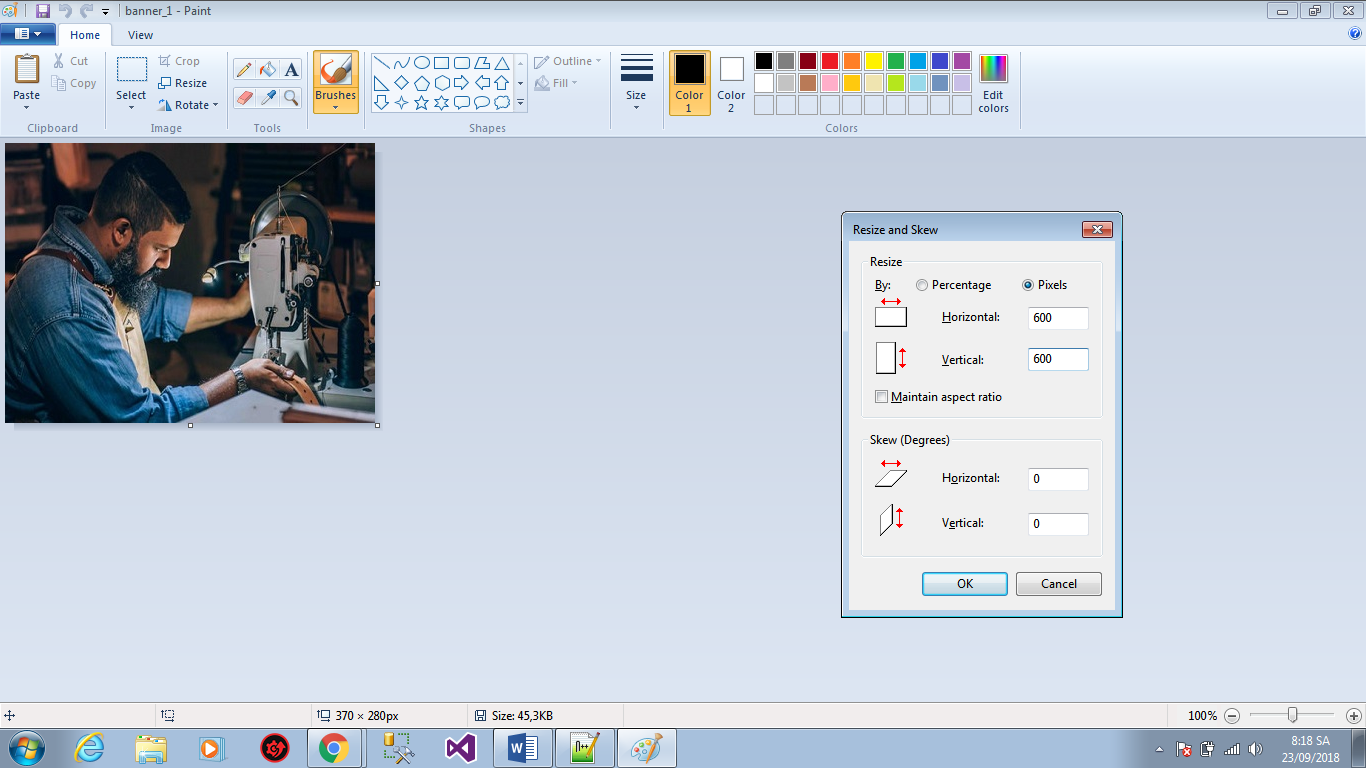 banner_1 - Paint
Home
View
Paste
Cut
Copy
Clipboard
Select
Crop
Resize
Rotate
Image
A
Tools
Brushes
Shapes
Outline
Fill
Size
Color
1
Color
2
Edit
colors
Colors
Resize and Skew
Resize
By:
Percentage
Pixels
Horizontal:
600
Vertical:
600
Maintain aspect ratio
Skew (Degrees)
Horizontal:
0
Vertical:
0
OK
Cancel
370 × 280px
Size: 45,3KB
100%
8:18 SA
23/09/2018